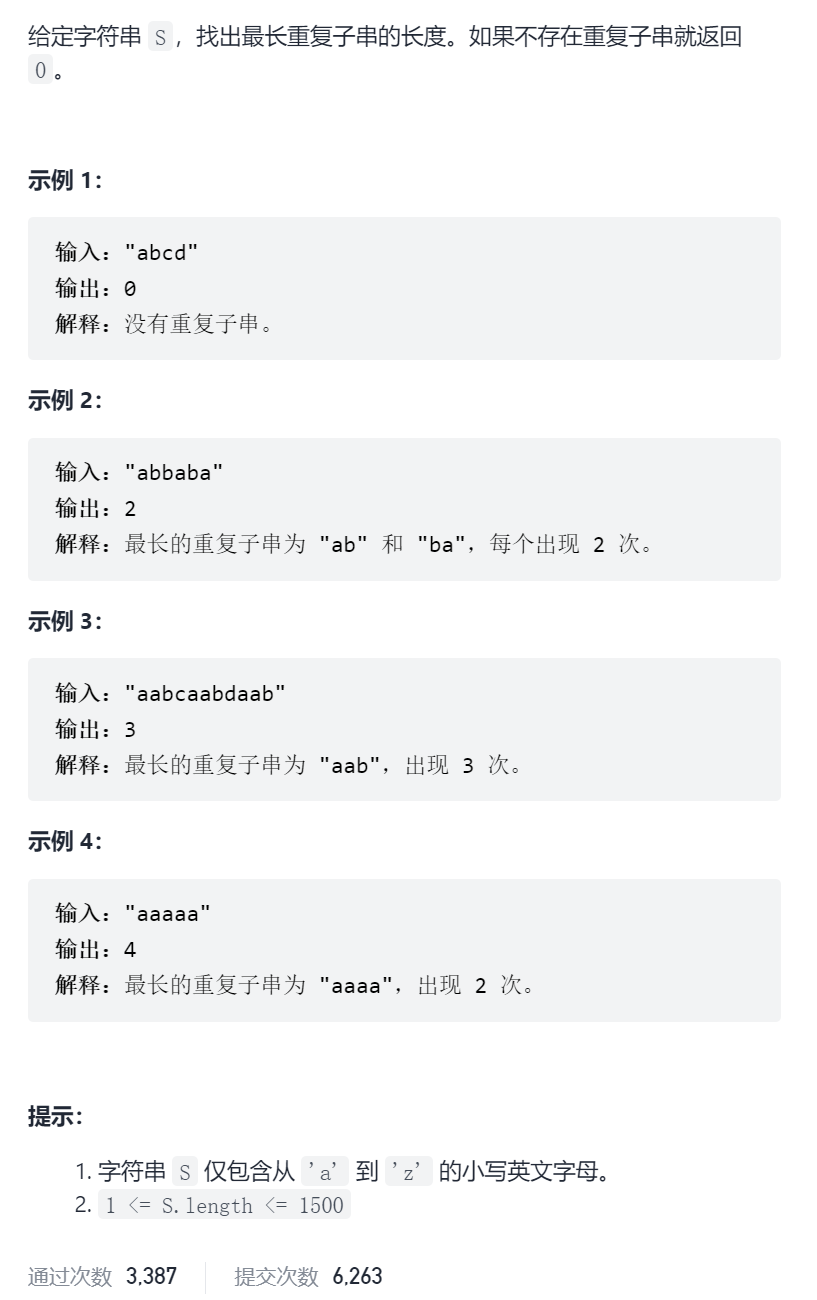 给定字符串 S，找出最长重复子串的长度。如果不存在重复子串就返回
0。
示例 1：
输入："abcd"
输出：0
解释：没有重复子串。
示例 2：
输入："abbaba"
输出：2
解释：最长的重复子串为 "ab" 和 "ba"，每个出现 2 次。
示例 3：
输入："aabcaabdaab"
输出：3
解释：最长的重复子串为 "aab"，出现 3 次。
示例 4：
输入："aaaaa"
输出：4
解释：最长的重复子串为 "aaaa"，出现 2 次。
提示：
1. 字符串 S 仅包含从 'a' 到 'z' 的小写英文字母。
2. 1 <= S.length <= 1500
通过次数 3,387 提交次数 6,263